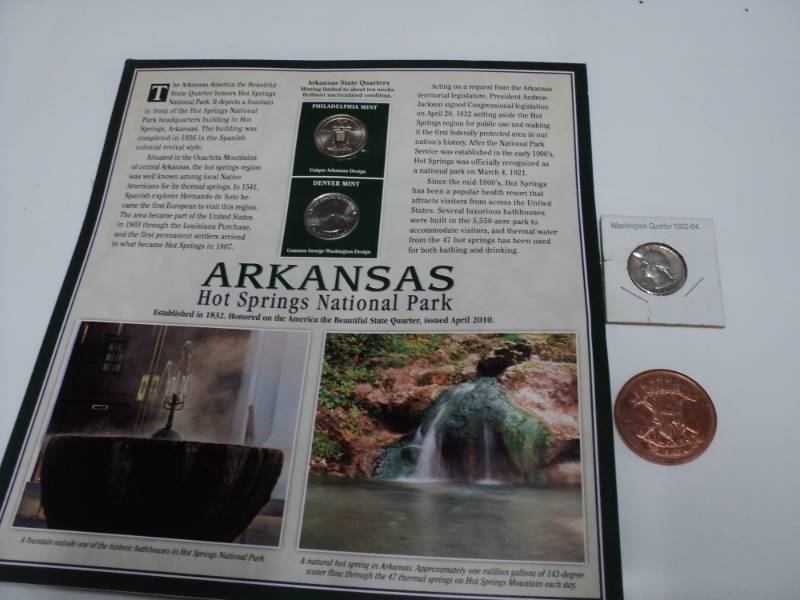 The Arkansas America the Beautiful
State Quarter honors Hot Springs
National Park. It depicts a fountain
in front of the Hot Springs National
Park headquarters building in Hot
Springs, Arkansas. The building was
completed in 1936 in the Spanish
colonial revival style.
Situated in the Ouachita Mountains
of central Arkansas, the hot springs region
was well known among local Native
Americans for its thermal springs. In 1541,
Spanish explorer Hernando de Soto be-
came the first European to visit this region.
The area became part of the United States
in 1803 through the Louisiana Purchase,
and the first permanent settlers arrived
in what became Hot Springs in 1807.
Arkansas State Quarters
Minting limited to about ten weeks.
Brilliant uncirculated condition.
PHILADELPHIA MINT
Unique Arkansas Design
DENVER MINT
Common George Washington Design
Acting on a request from the Arkansas
territorial legislature, President Andrew
Jackson signed Congressional legislation
on April 20, 1832 setting aside the Hot
Springs region for public use and making
it the first federally protected area in our
nation's history. After the National Park
Service was established in the early 1900's,
Hot Springs was officially recognized as
a national park on March 4, 1921.
Since the mid-1800's, Hot Springs
has been a popular health resort that
attracts visitors from across the United
States. Several luxurious bathhouses
were built in the 5,550-acre park to
accommodate visitors, and thermal water
from the 47 hot springs has been used
for both bathing and drinking.
ARKANSAS
Hot Springs National Park
Established in 1832. Honored on the America the Beautiful State Quarter, issued April 2010.
A fountain outside one of the historic bathhouses in Hot Springs National Park.
A natural hot spring in Arkansas. Approximately one million gallons of 143-degree
water flow through the 47 thermal springs on Hot Springs Mountain each day.
Washington Quarter 1932-64